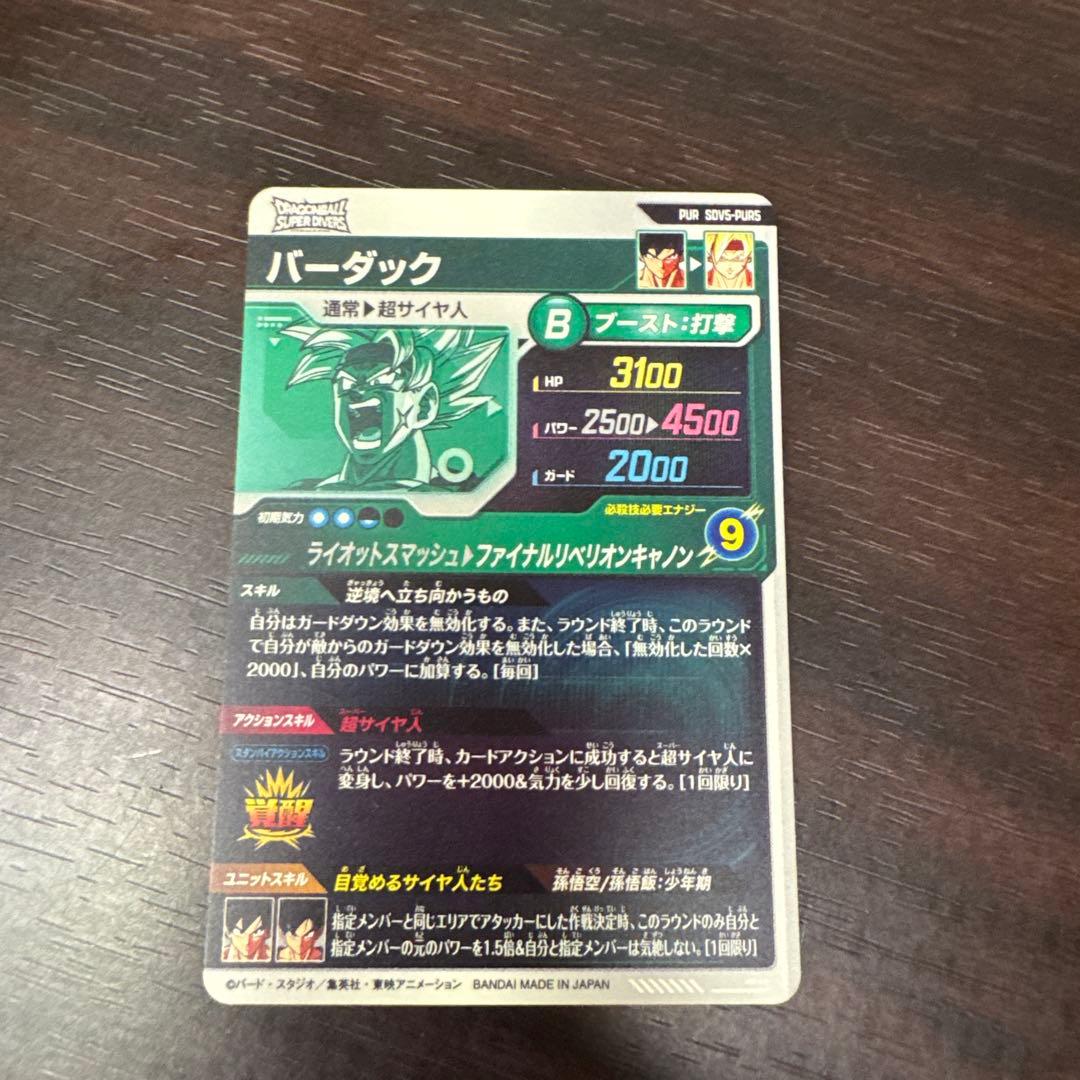 DRAGONBALL
SUPER DIVERS
PUR SDV5-PUR5
バーダック
通常▶超サイヤ人
B ブースト:打撃
HP 3100
パワー 2500▶4500
ガード 2000
初期気力
必殺技必要エナジー
9
ライオットスマッシュ▶ファイナルリベリオンキャノン
スキル 逆境へ立ち向かうもの
自分はガードダウン効果を無効化する。また、ラウンド終了時、このラウンド
で自分が敵からのガードダウン効果を無効化した場合、「無効化した回数×
2000」、自分のパワーに加算する。[毎回]
アクションスキル 超サイヤ人
スタンバイアクションスキル
覚醒
ラウンド終了時、カードアクションに成功すると超サイヤ人に
変身し、パワーを+2000&気力を少し回復する。[1回限り]
ユニットスキル 目覚めるサイヤ人たち 孫悟空/孫悟飯:少年期
指定メンバーと同じエリアでアタッカーにした作戦決定時、このラウンドのみ自分と
指定メンバーの元のパワーを1.5倍&自分と指定メンバーは気絶しない。[1回限り]
©バード・スタジオ/集英社・東映アニメーション BANDAI MADE IN JAPAN